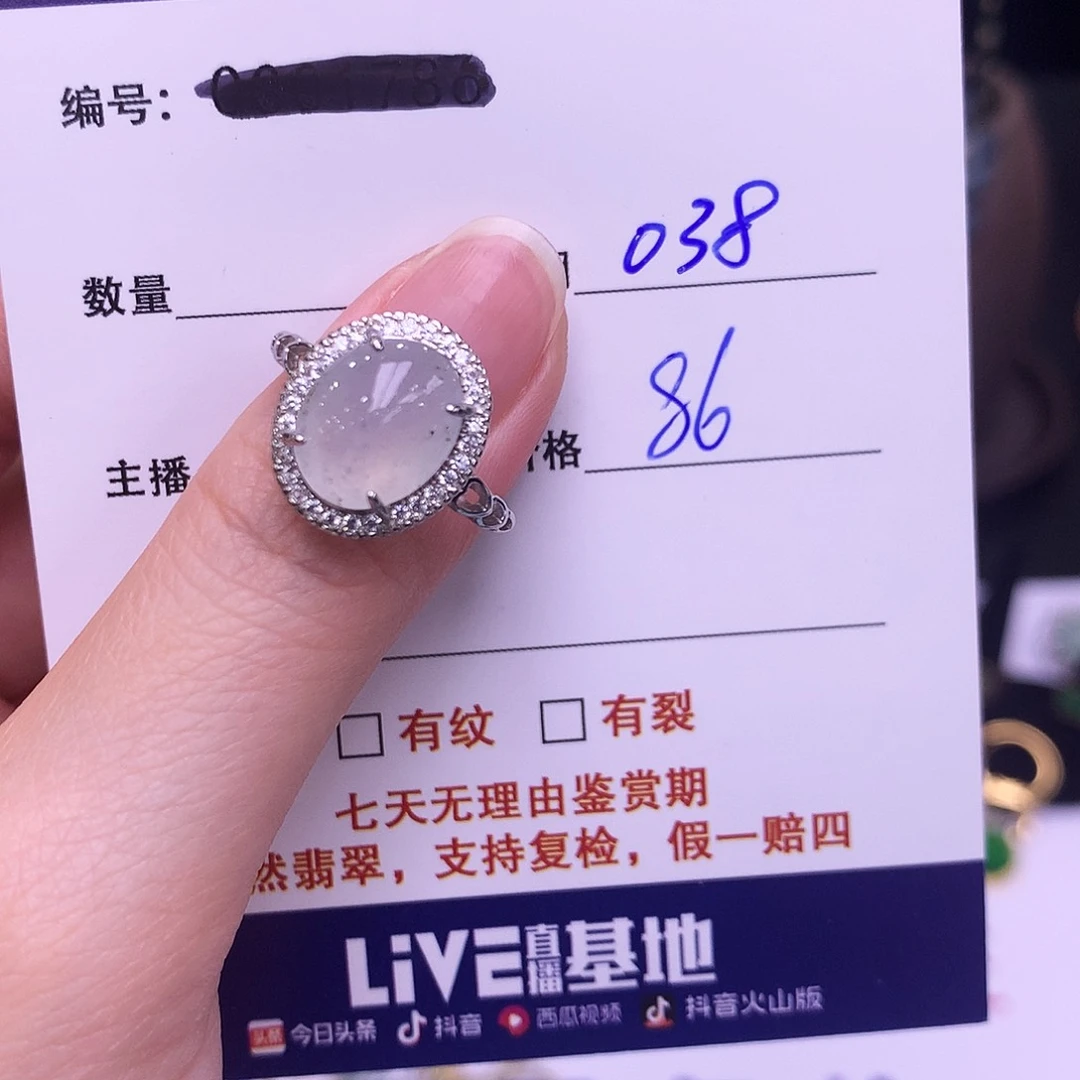 编号：
038
数量
86
主播 格
有纹 有裂
七天无理由鉴赏期
然翡翠，支持复检，假一赔四
LiVE直播基地
头条 今日头条 抖音 西瓜视频 抖音火山版